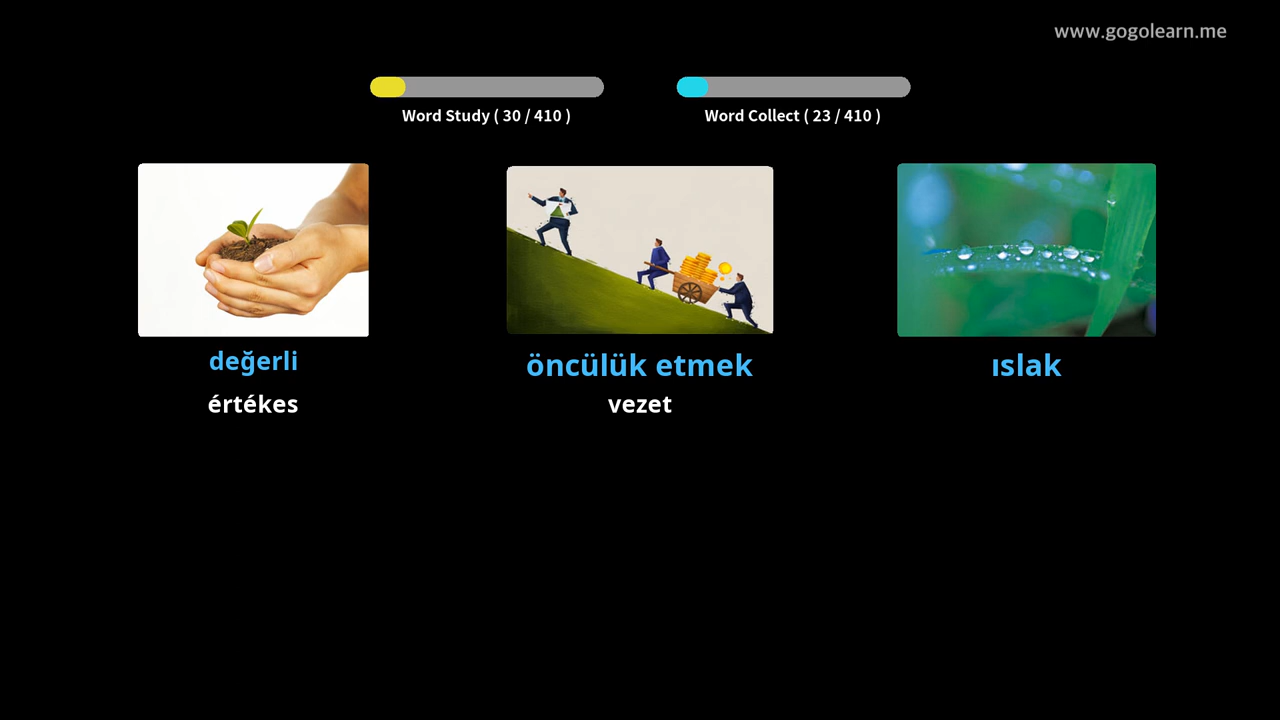 www.gogolearn.me
Word Study ( 30 / 410 )
Word Collect ( 23 / 410 )
değerli
értékes
öncülük etmek
vezet
ıslak